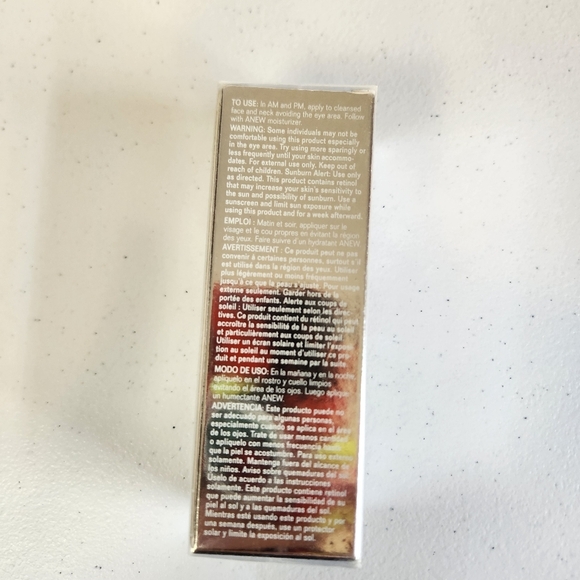 TO USE: In AM and PM, apply to cleansed
face and neck avoiding the eye area. Follow
with ANEW moisturizer.
WARNING: Some individuals may not be
comfortable using this product especially
in the eye area. Try using more sparingly or
less frequently until your skin accommo-
dates. For external use only. Keep out of
reach of children. Sunburn Alert: Use only
as directed. This product contains retinol
that may increase your skin's sensitivity to
the sun and possibility of sunburn. Use a
sunscreen and limit sun exposure while
using this product and for a week afterward.
EMPLOI : Matin et soir, appliquer sur le
visage et le cou propres en évitant la région
des yeux. Faire suivre d'un hydratant ANEW.
AVERTISSEMENT : Ce produit peut ne pas
convenir à certaines personnes, surtout s'il
est utilisé dans la région des yeux. Utiliser
plus légèrement ou moins fréquemment
jusqu'à ce que la peau s'ajuste. Pour usage
externe seulement. Garder hors de la
portée des enfants. Alerte aux coups de
soleil : Utiliser seulement selon les direc-
tives. Ce produit contient du rétinol qui peut
accroître la sensibilité de la peau au soleil
et particulièrement aux coups de soleil.
Utiliser un écran solaire et limiter l'exposi-
tion au soleil au moment d'utiliser ce pro-
duit et pendant une semaine par la suite.
MODO DE USO: En la mañana y en la noche,
aplíquelo en el rostro y cuello limpios
evitando el área de los ojos. Luego aplique
un humectante ANEW.
ADVERTENCIA: Este producto puede no
ser adecuado para algunas personas,
especialmente cuando se aplica en el área
de los ojos. Trate de usar menos cantidad
o aplíquelo con menos frecuencia hasta
que la piel se acostumbre. Para uso externo
solamente. Mantenga fuera del alcance de
los niños. Aviso sobre quemaduras del sol:
Úselo de acuerdo a las instrucciones
solamente. Este producto contiene retinol
que puede aumentar la sensibilidad de su
piel al sol y a las quemaduras del sol.
Mientras esté usando este producto y por
una semana después, use un protector
solar y limite la exposición al sol.